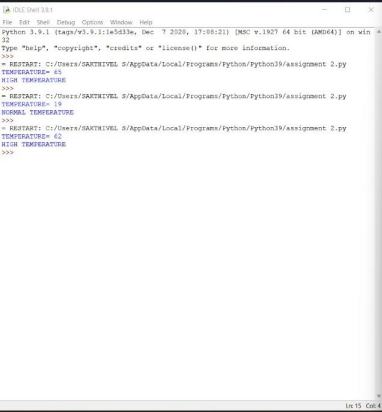 IDLE Shell 3.9.1
File Edit Shell Debug Options Window Help
Python 3.9.1 (tags/v3.9.1:1e5d33e, Dec 7 2020, 17:08:21) [MSC v.1927 64 bit (AMD64)] on win
32
Type "help", "copyright", "credits" or "license()" for more information.
>>>
= RESTART: C:/Users/SAKTHIVEL S/AppData/Local/Programs/Python/Python39/assignment 2.py
TEMPERATURE= 65
HIGH TEMPERATURE
>>>
= RESTART: C:/Users/SAKTHIVEL S/AppData/Local/Programs/Python/Python39/assignment 2.py
TEMPERATURE= 19
NORMAL TEMPERATURE
>>>
= RESTART: C:/Users/SAKTHIVEL S/AppData/Local/Programs/Python/Python39/assignment 2.py
TEMPERATURE= 62
HIGH TEMPERATURE
>>>
Ln: 15 Col: 4